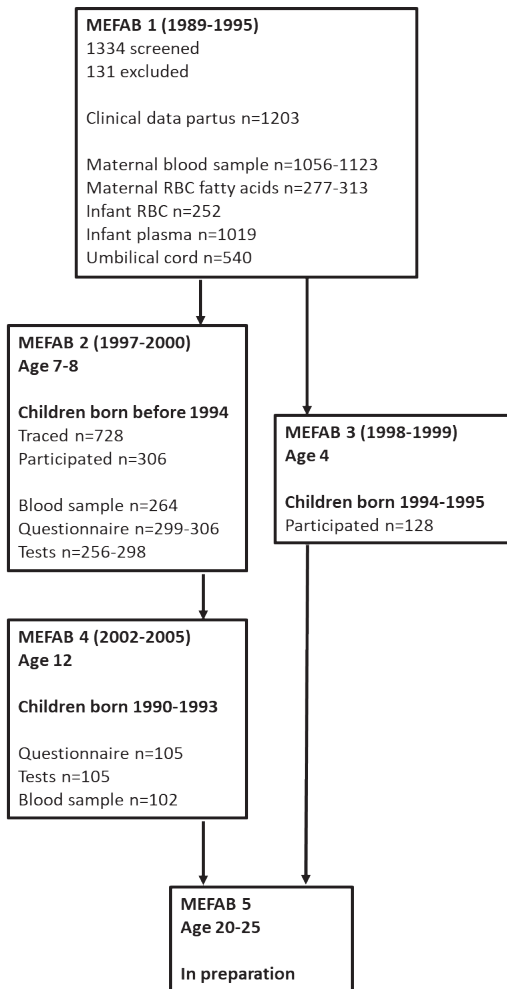 MEFAB 1 (1989-1995)
1334 screened
131 excluded
Clinical data partus n=1203
Maternal blood sample n=1056-1123
Maternal RBC fatty acids n=277-313
Infant RBC n=252
Infant plasma n=1019
Umbilical cord n=540
MEFAB 2 (1997-2000)
Age 7-8
Children born before 1994
Traced n=728
Participated n=306
Blood sample n=264
Questionnaire n=299-306
Tests n=256-298
MEFAB 3 (1998-1999)
Age 4
Children born 1994-1995
Participated n=128
MEFAB 4 (2002-2005)
Age 12
Children born 1990-1993
Questionnaire n=105
Tests n=105
Blood sample n=102
MEFAB 5
Age 20-25
In preparation